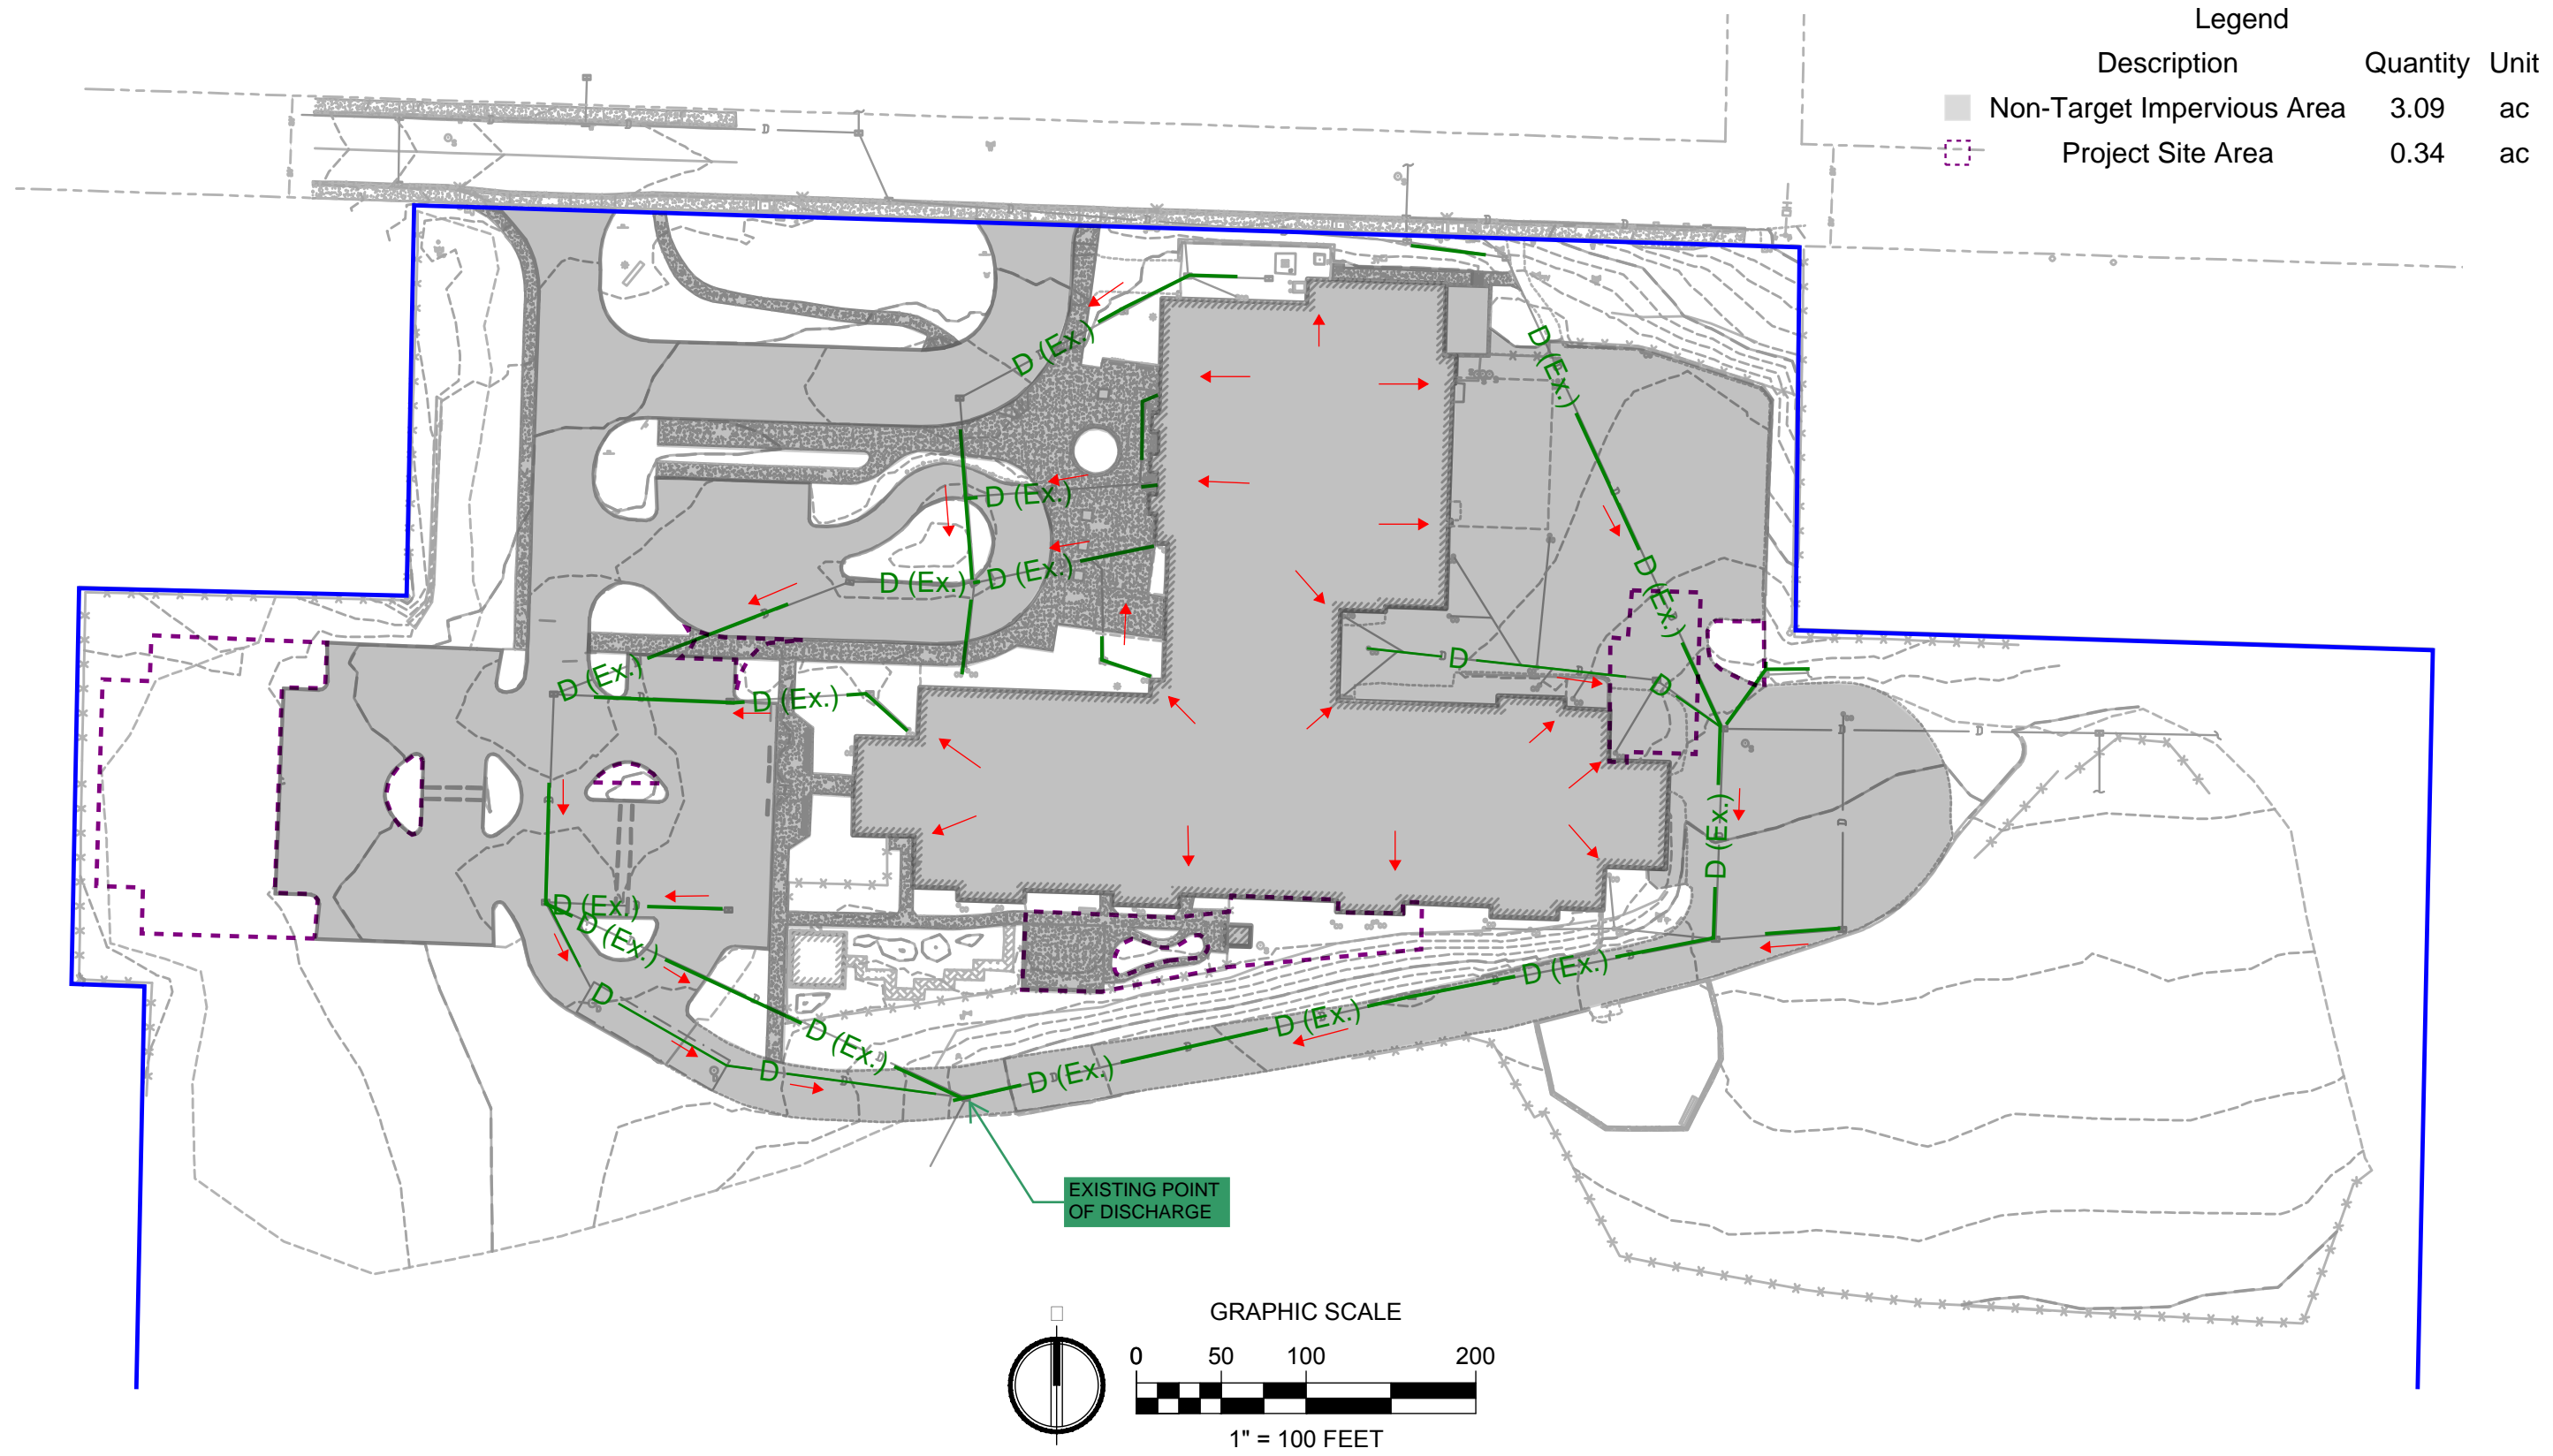 Legend
Description Quantity Unit
Non-Target Impervious Area 3.09 ac
Project Site Area 0.34 ac
D
D
D
D
D (Ex.)
D (Ex.)
D (Ex.)
D (Ex.)
D (Ex.)
D (Ex.)
D (Ex.)
D (Ex.)
D
D
D (Ex.)
D (Ex.)
D (Ex.)
D (Ex.)
D (Ex.)
D
D (Ex.)
D (Ex.)
D
D (Ex.)
EXISTING POINT
OF DISCHARGE
GRAPHIC SCALE
0 50 100 200
1" = 100 FEET